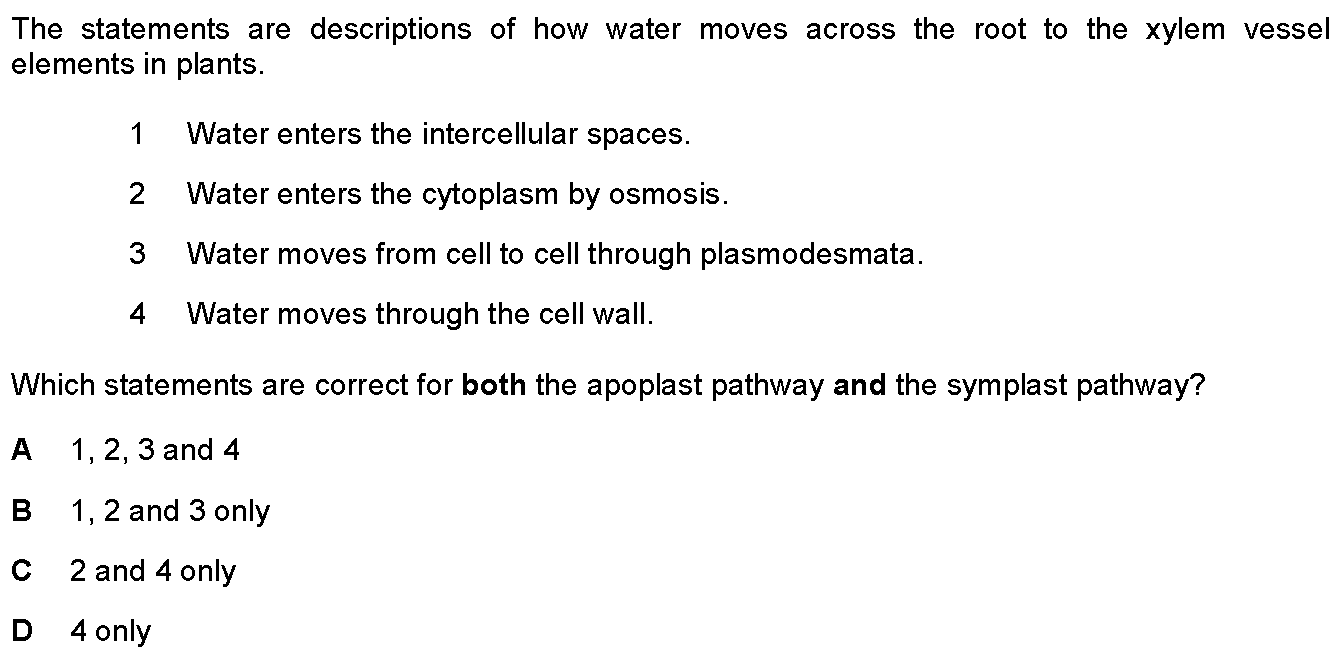 The statements are descriptions of how water moves across the root to the xylem vessel
elements in plants.
1 Water enters the intercellular spaces.
2 Water enters the cytoplasm by osmosis.
3 Water moves from cell to cell through plasmodesmata.
4 Water moves through the cell wall.
Which statements are correct for both the apoplast pathway and the symplast pathway?
A 1, 2, 3 and 4
B 1, 2 and 3 only
C 2 and 4 only
D 4 only